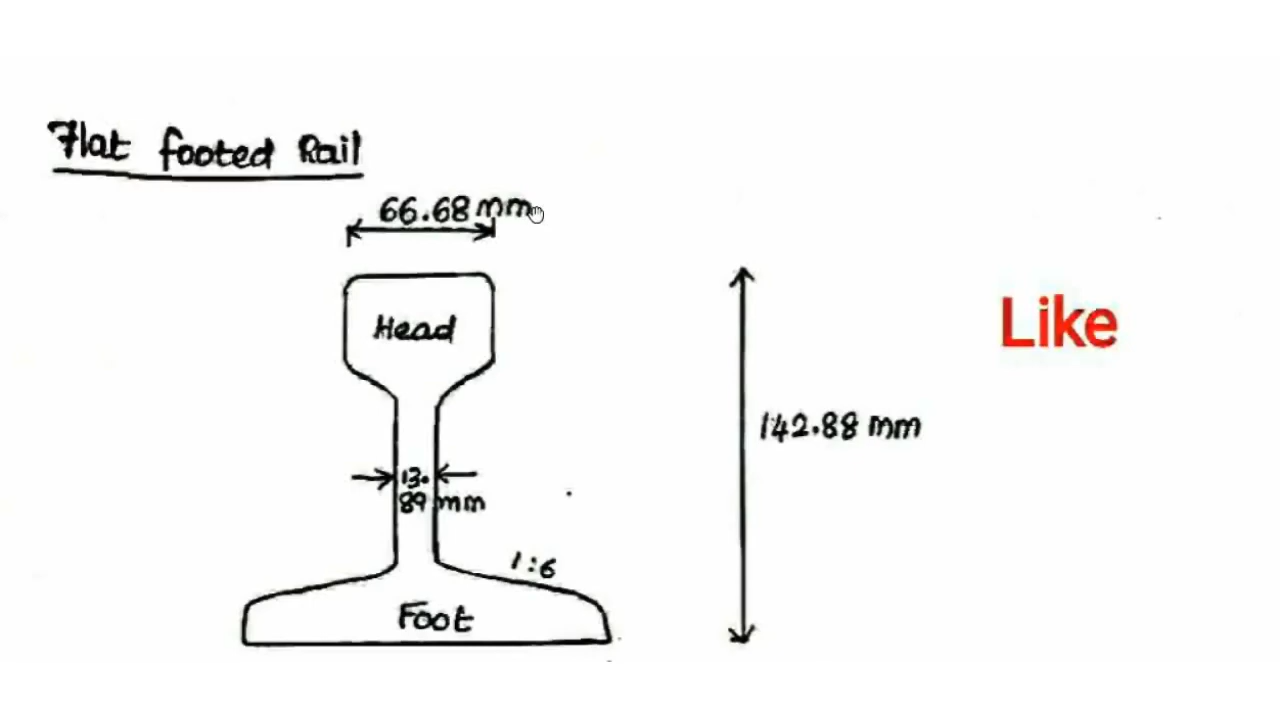 Flat footed Rail
66.68 mm
Head
Like
142.88 mm
13.
89 mm
1:6
Foot